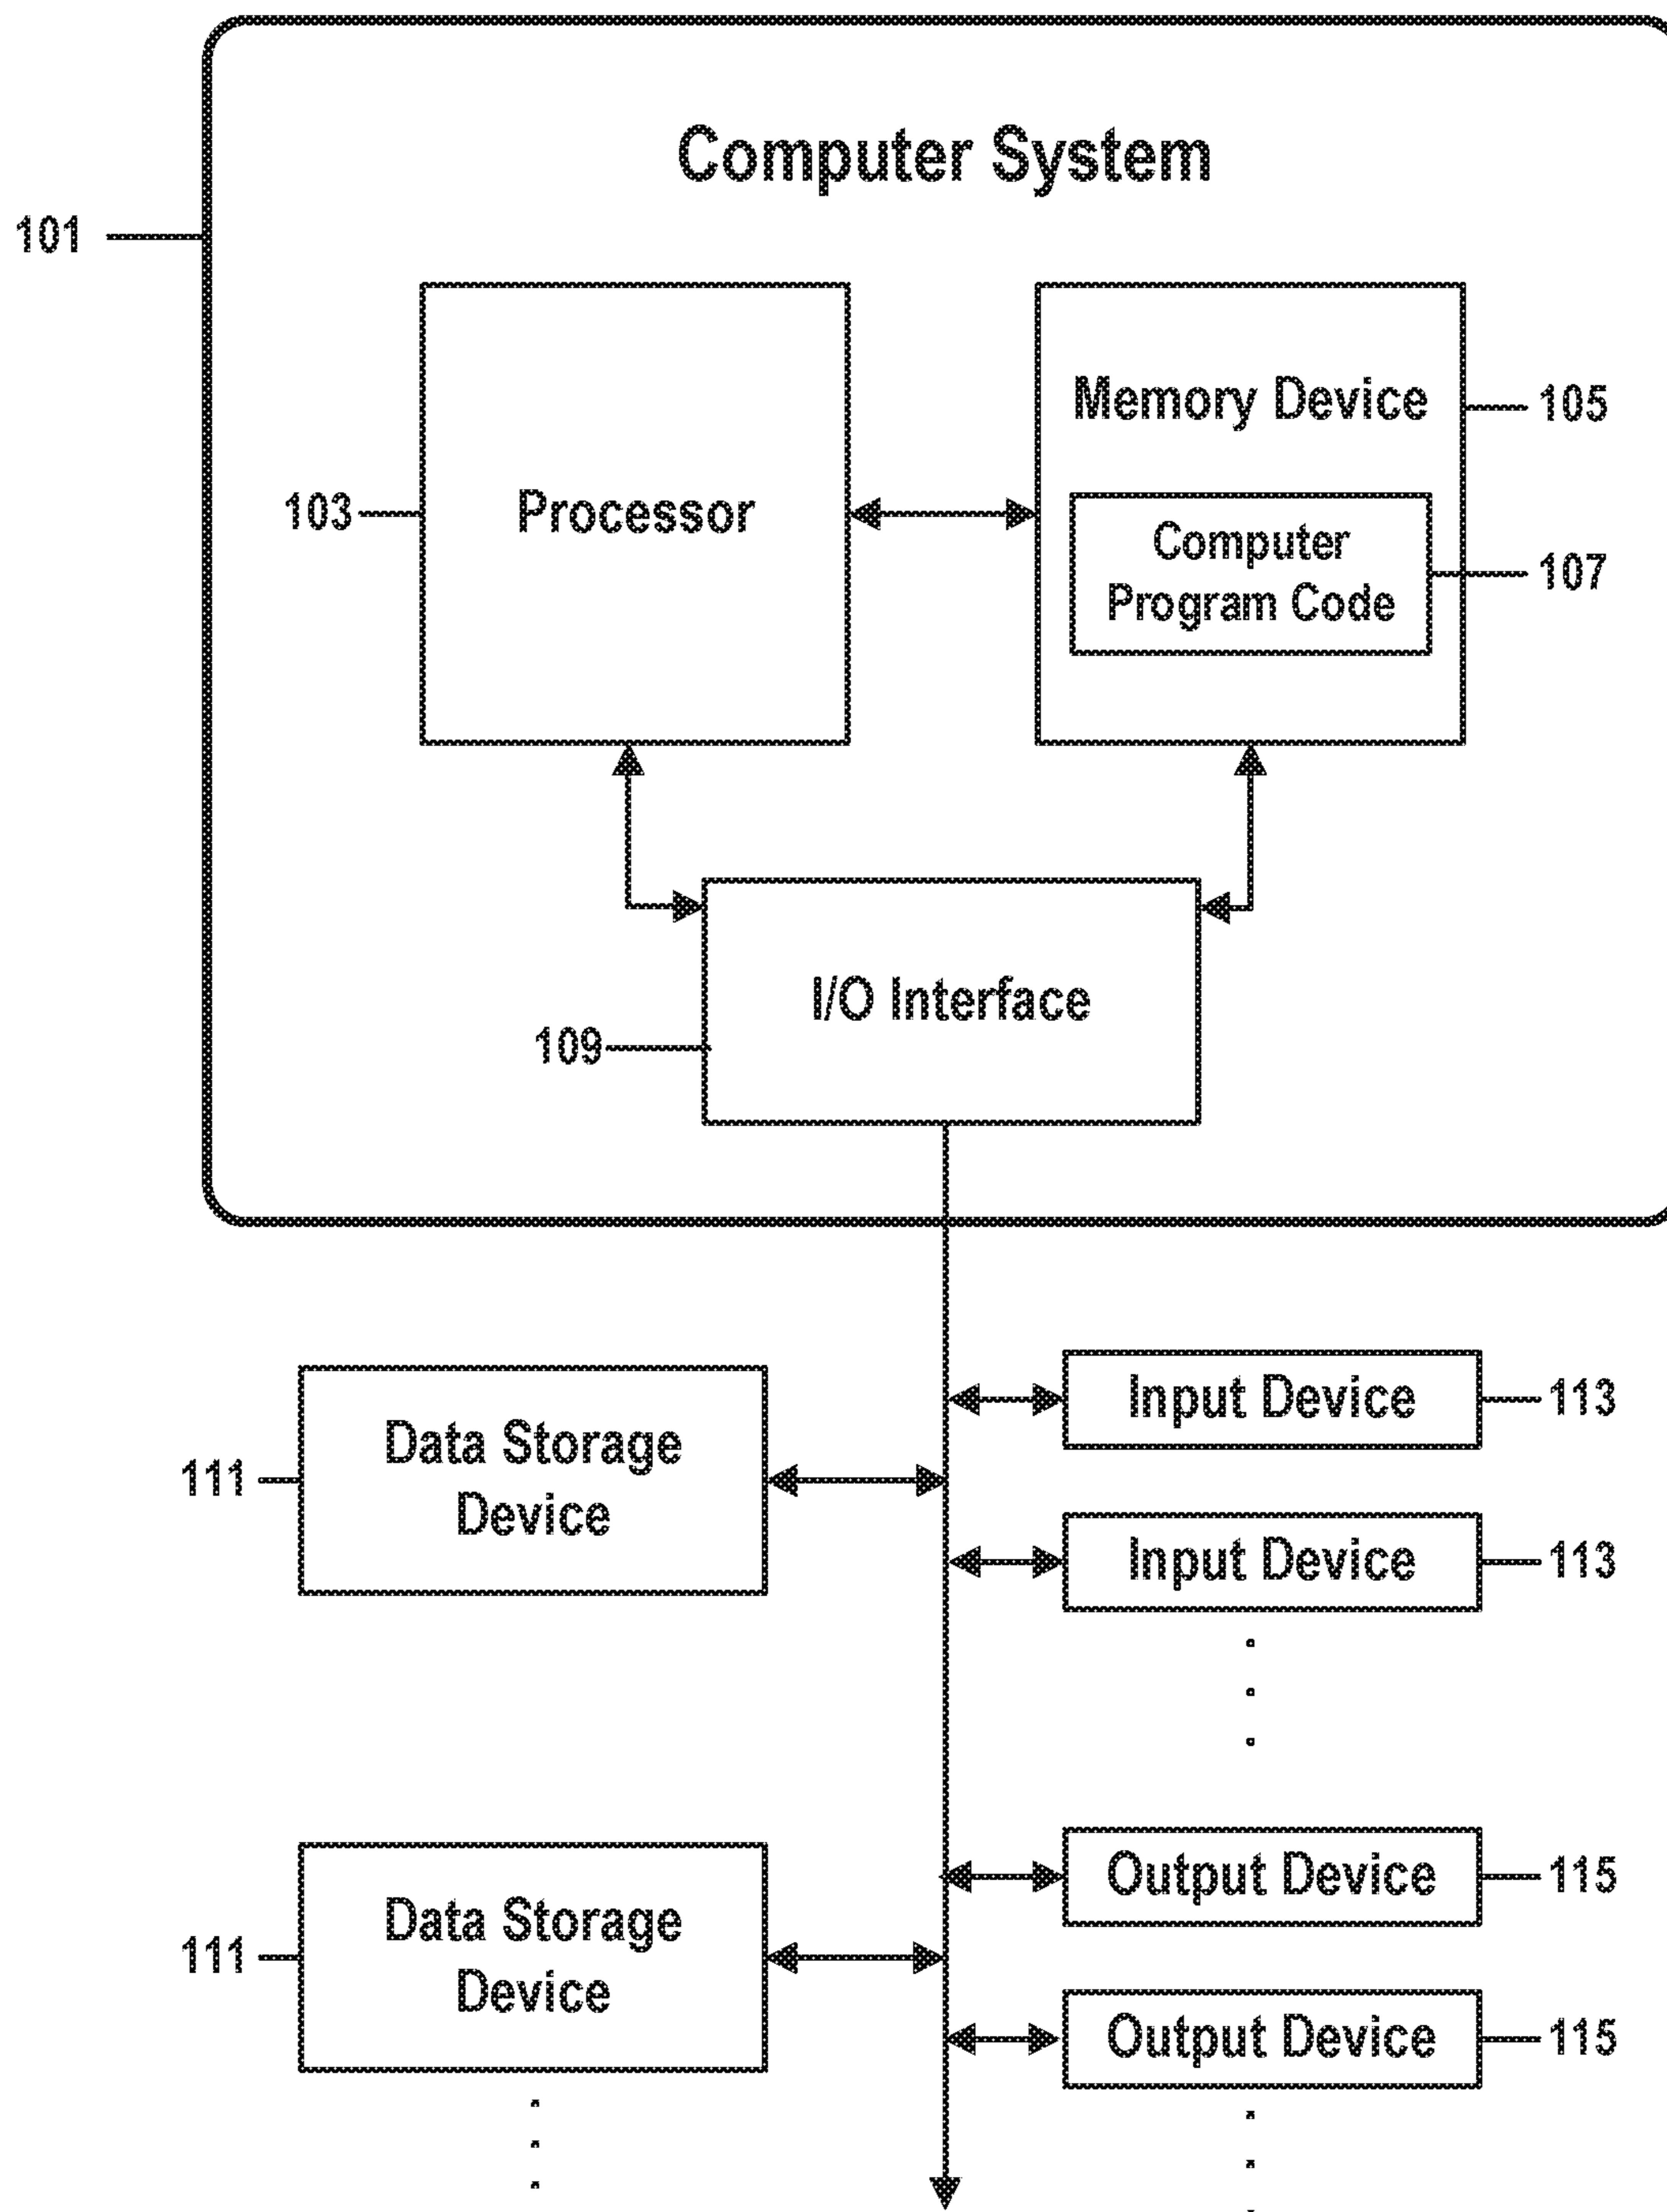 Computer System
101
Memory Device
105
103
Processor
Computer
Program Code
107
I/O Interface
109
Input Device
113
Data Storage
Device
111
Input Device
113
Output Device
115
Data Storage
Device
111
Output Device
115